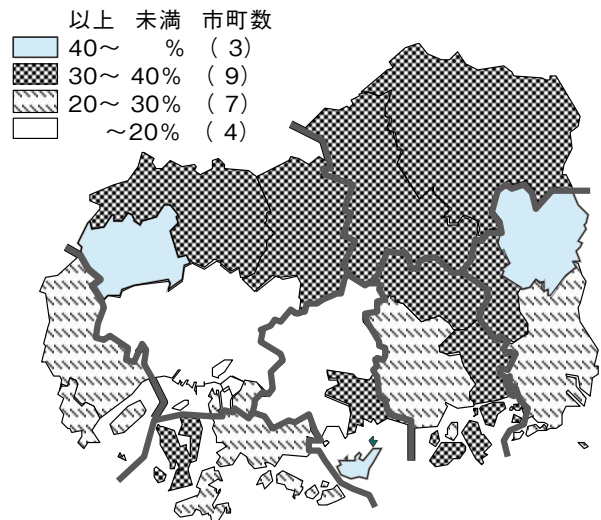 以上 未満 市町数
40～ % ( 3)
30～ 40% ( 9)
20～ 30% ( 7)
～20% ( 4)